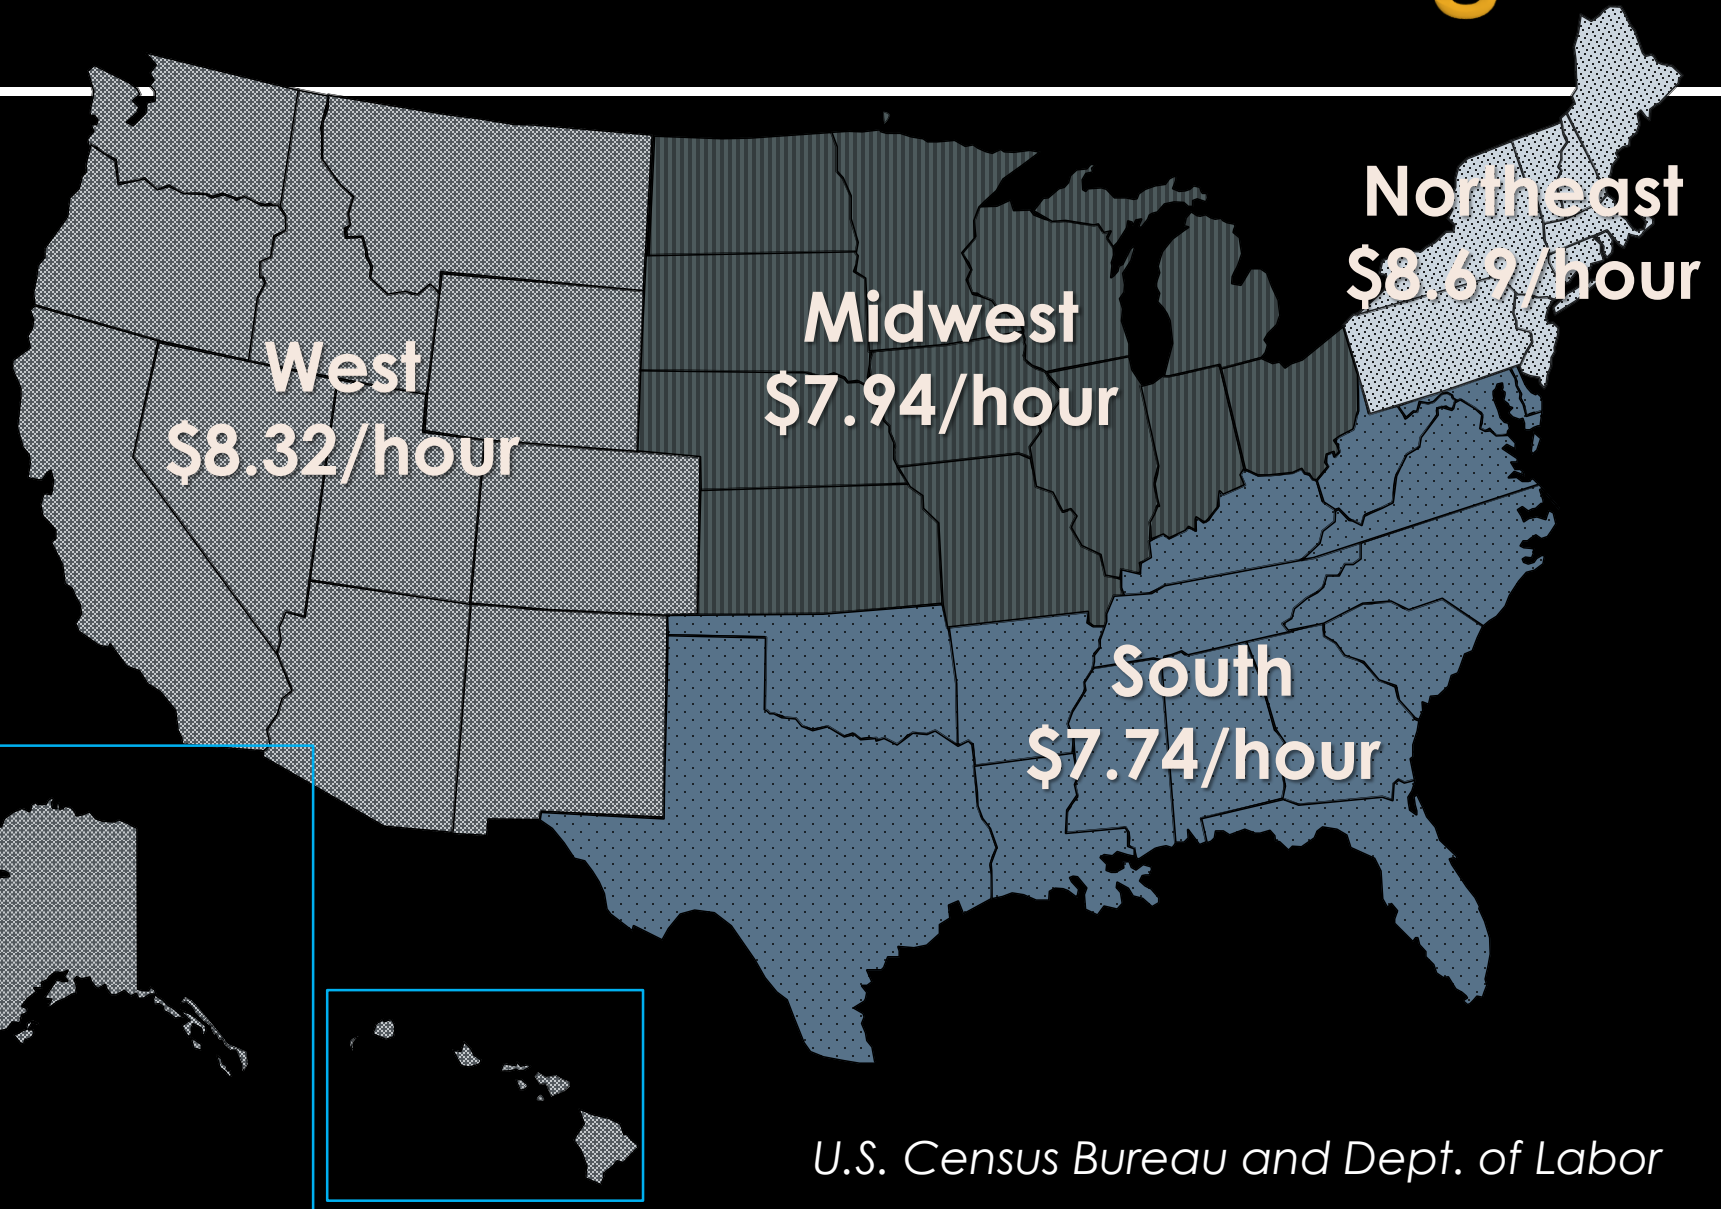 Northeast
$8.69/hour
Midwest
$7.94/hour
West
$8.32/hour
South
$7.74/hour
U.S. Census Bureau and Dept. of Labor